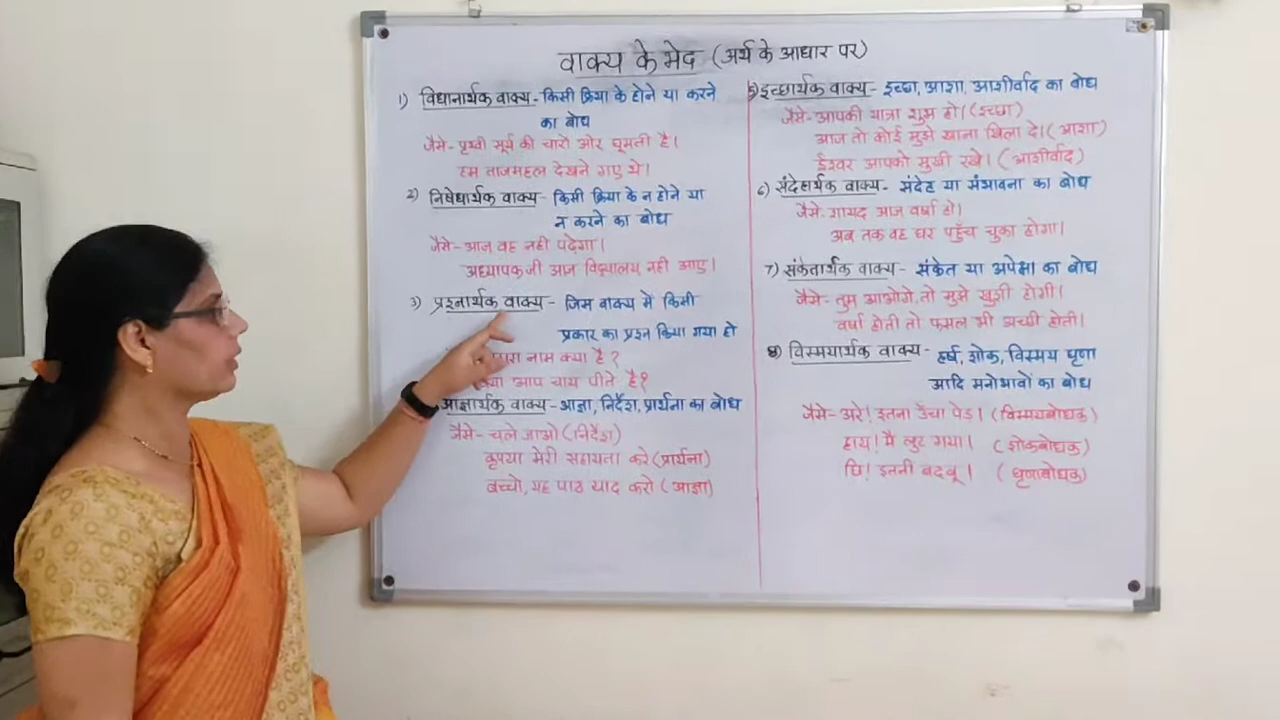 वाक्य के भेद (अर्थ के आधार पर)
1) विधानार्थक वाक्य - किसी क्रिया के होने या करने
का बोध
जैसे - पृथ्वी सूर्य की चारों ओर घूमती है।
हम ताजमहल देखने गए थे।
2) निषेधार्थक वाक्य - किसी क्रिया के न होने या
न करने का बोध
जैसे - आज वह नही पढ़ेगा।
अध्यापक जी आज विद्यालय नही आए।
3) प्रश्नार्थक वाक्य - जिस वाक्य मे किसी
प्रकार का प्रश्न किया गया हो
नाम क्या है?
क्या आप चाय पीते है?
आज्ञार्थक वाक्य - आज्ञा, निर्देश, प्रार्थना का बोध
जैसे - चले जाओ (निर्देश)
कृपया मेरी सहायता करे (प्रार्थना)
बच्चो, यह पाठ याद करो (आज्ञा)
5) इच्छार्थक वाक्य - इच्छा, आशा, आशीर्वाद का बोध
जैसे - आपकी यात्रा शुभ हो। (इच्छा)
आज तो कोई मुझे खाना खिला दे। (आशा)
ईश्वर आपको सुखी रखे। (आशीर्वाद)
6) संदेहार्थक वाक्य - संदेह या संभावना का बोध
जैसे - शायद आज वर्षा हो।
अब तक वह घर पहुँच चुका होगा।
7) संकेतार्थक वाक्य - संकेत या अपेक्षा का बोध
जैसे - तुम आओगे, तो मुझे खुशी होगी।
वर्षा होती तो फसल भी अच्छी होती।
8) विस्मयार्थक वाक्य - हर्ष, शोक, विस्मय घृणा
आदि मनोभावों का बोध
जैसे - अरे! इतना ऊँचा पेड़। (विस्मयबोधक)
हाय! मै लुट गया। (शोकबोधक)
छि! इतनी बदबू। (घृणाबोधक)